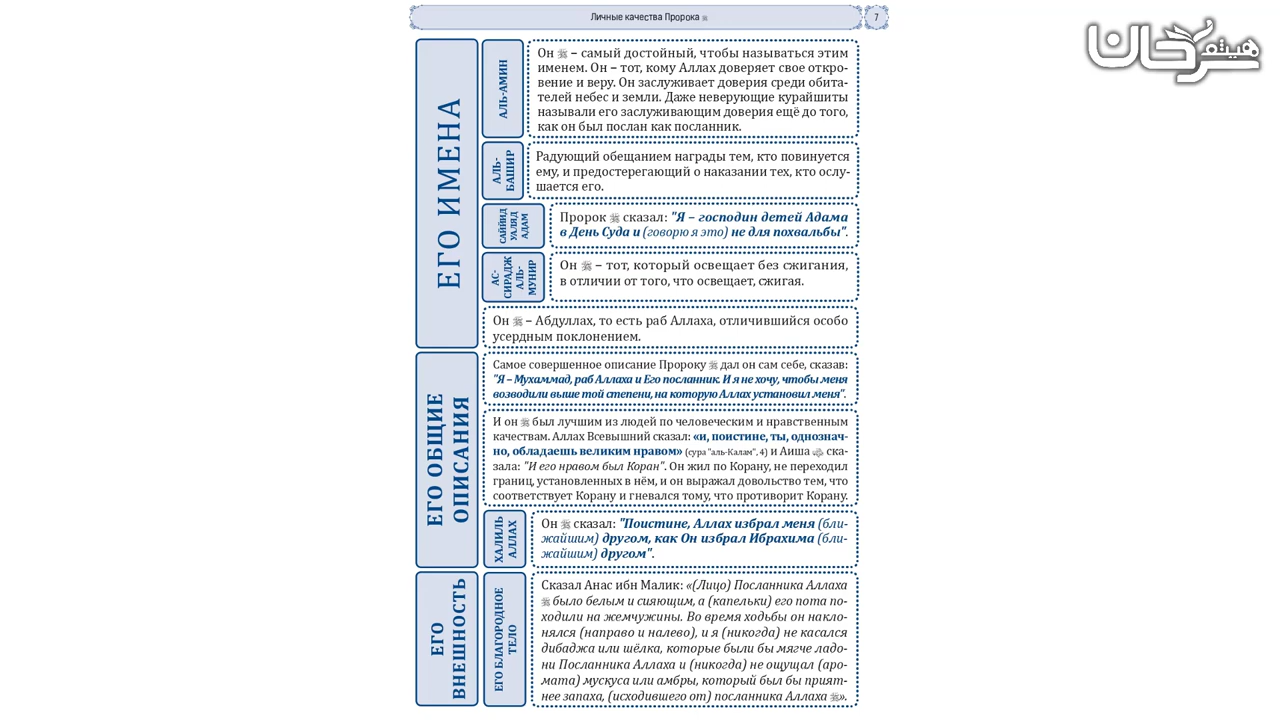 Личные качества Пророка ﷺ
7
ЕГО ИМЕНА
АЛЬ-АМИН
Он ﷺ – самый достойный, чтобы называться этим
именем. Он – тот, кому Аллах доверяет свое откро-
вение и веру. Он заслуживает доверия среди обита-
телей небес и земли. Даже неверующие курайшиты
называли его заслуживающим доверия ещё до того,
как он был послан как посланник.
АЛЬ-
БАШИР
Радующий обещанием награды тем, кто повинуется
ему, и предостерегающий о наказании тех, кто ослу-
шается его.
САЙЙИД
УАЛЯД
АДАМ
Пророк ﷺ сказал: "Я – господин детей Адама
в День Суда и (говорю я это) не для похвальбы".
АС-
СИРАДЖ
АЛЬ-
МУНИР
Он ﷺ – тот, который освещает без сжигания,
в отличии от того, что освещает, сжигая.
Он ﷺ – Абдуллах, то есть раб Аллаха, отличившийся особо
усердным поклонением.
ЕГО ОБЩИЕ
ОПИСАНИЯ
Самое совершенное описание Пророку ﷺ дал он сам себе, сказав:
"Я – Мухаммад, раб Аллаха и Его посланник. И я не хочу, чтобы меня
возводили выше той степени, на которую Аллах установил меня".
И он ﷺ был лучшим из людей по человеческим и нравственным
качествам. Аллах Всевышний сказал: «и, поистине, ты, однознач-
но, обладаешь великим нравом» (сура "аль-Калам", 4) и Аиша ска-
зала: "И его нравом был Коран". Он жил по Корану, не переходил
границ, установленных в нём, и он выражал довольство тем, что
соответствует Корану и гневался тому, что противорит Корану.
ХАЛИЛЬ
АЛЛАХ
Он ﷺ сказал: "Поистине, Аллах избрал меня (бли-
жайшим) другом, как Он избрал Ибрахима (бли-
жайшим) другом".
ЕГО
ВНЕШНОСТЬ
ЕГО БЛАГОРОДНОЕ
ТЕЛО
Сказал Анас ибн Малик: «(Лицо) Посланника Аллаха
ﷺ было белым и сияющим, а (капельки) его пота по-
ходили на жемчужины. Во время ходьбы он накло-
нялся (направо и налево), и я (никогда) не касался
дибаджа или шёлка, которые были бы мягче ладо-
ни Посланника Аллаха и (никогда) не ощущал (аро-
мата) мускуса или амбры, который был бы прият-
нее запаха, (исходившего от) посланника Аллаха ﷺ».